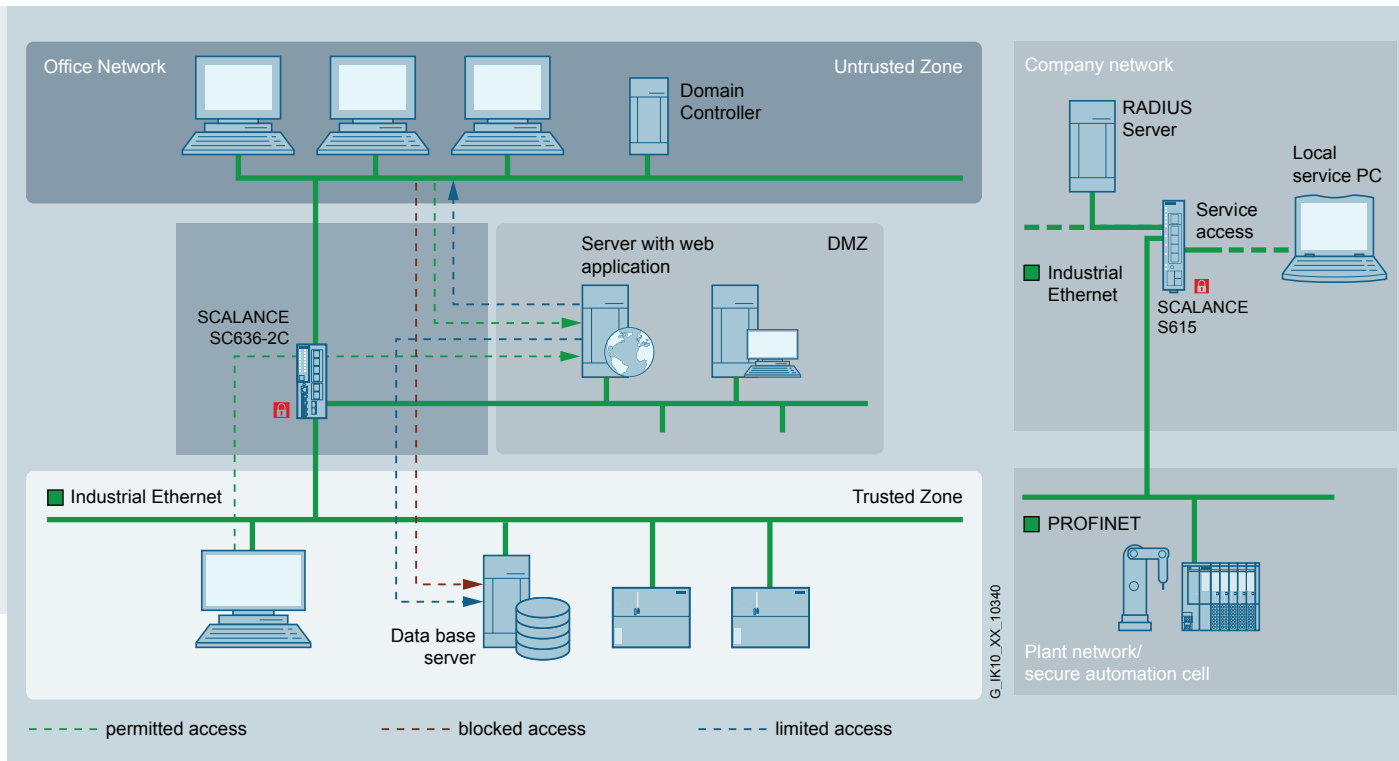 Office Network
Untrusted Zone
Domain
Controller
Server with web
application
DMZ
SCALANCE
SC636-2C
Industrial Ethernet
Trusted Zone
Data base
server
permitted access
blocked access
limited access
G_IK10_XX_10340
Company network
RADIUS
Server
Local
service PC
Service
access
Industrial
Ethernet
SCALANCE
S615
PROFINET
Plant network/
secure automation cell